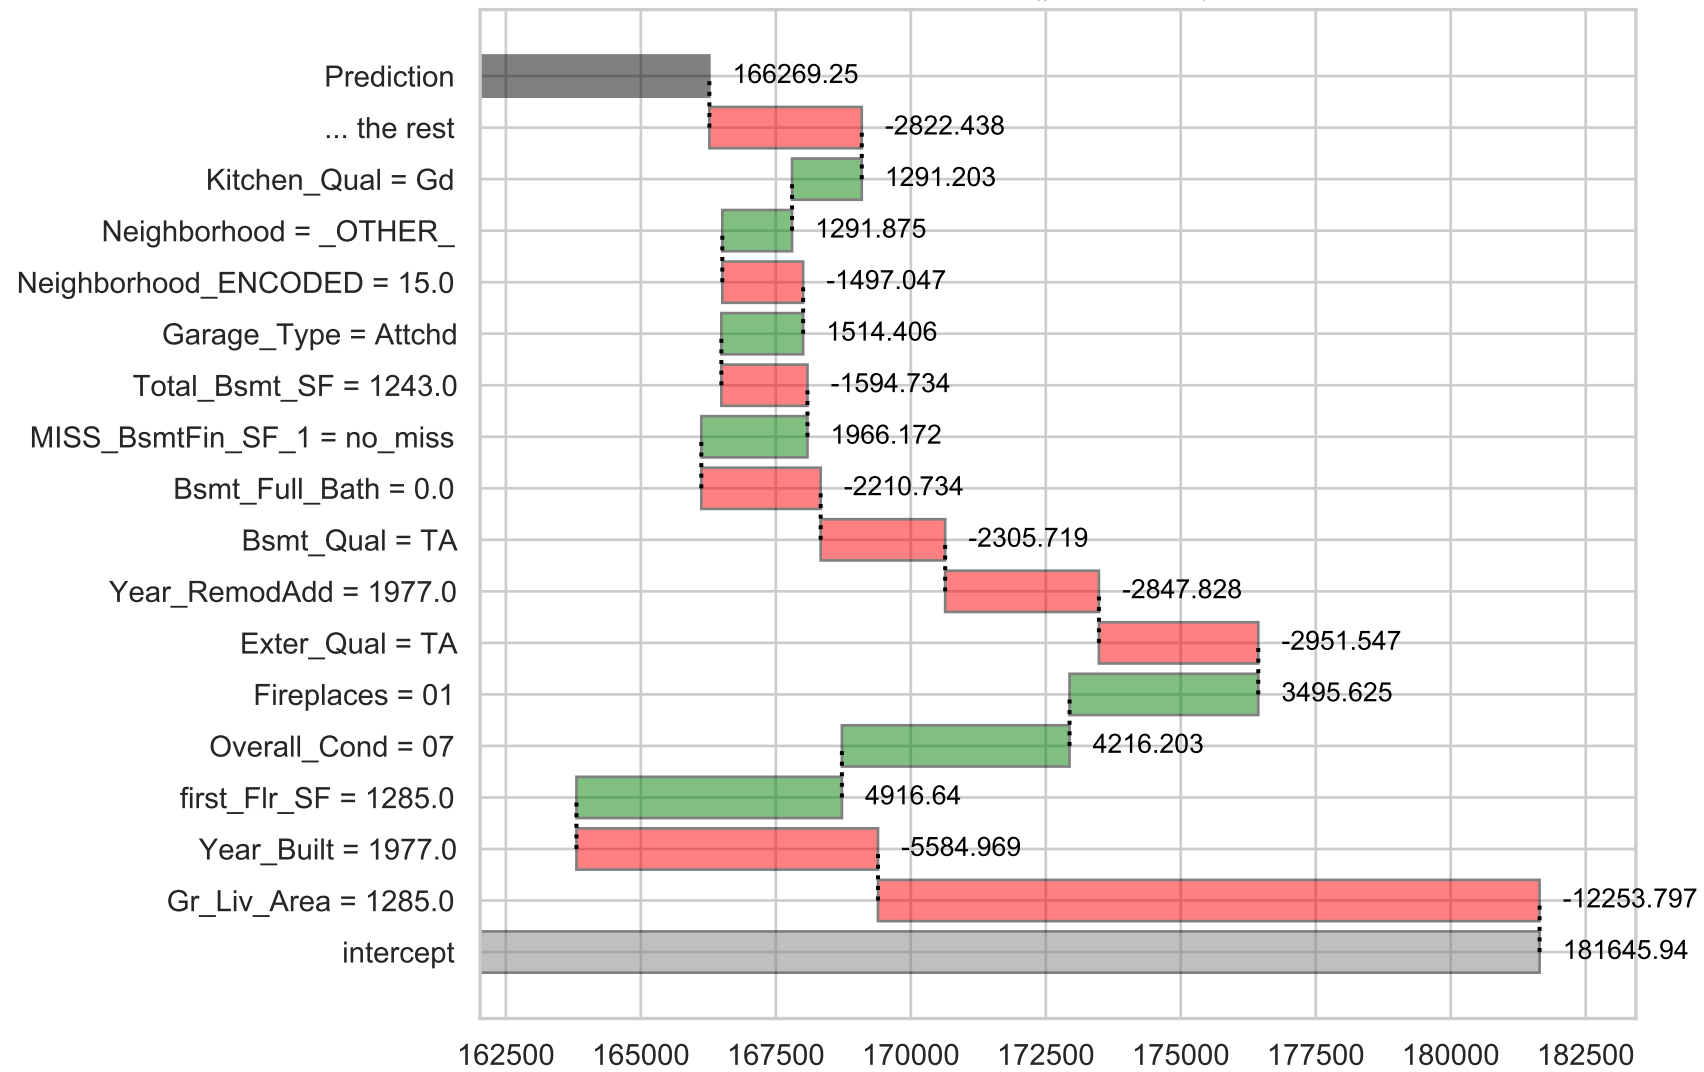 Prediction 166269.25
... the rest -2822.438
Kitchen_Qual = Gd 1291.203
Neighborhood = _OTHER_ 1291.875
Neighborhood_ENCODED = 15.0 -1497.047
Garage_Type = Attchd 1514.406
Total_Bsmt_SF = 1243.0 -1594.734
MISS_BsmtFin_SF_1 = no_miss 1966.172
Bsmt_Full_Bath = 0.0 -2210.734
Bsmt_Qual = TA -2305.719
Year_RemodAdd = 1977.0 -2847.828
Exter_Qual = TA -2951.547
Fireplaces = 01 3495.625
Overall_Cond = 07 4216.203
first_Flr_SF = 1285.0 4916.64
Year_Built = 1977.0 -5584.969
Gr_Liv_Area = 1285.0 -12253.797
intercept 181645.94
162500 165000 167500 170000 172500 175000 177500 180000 182500